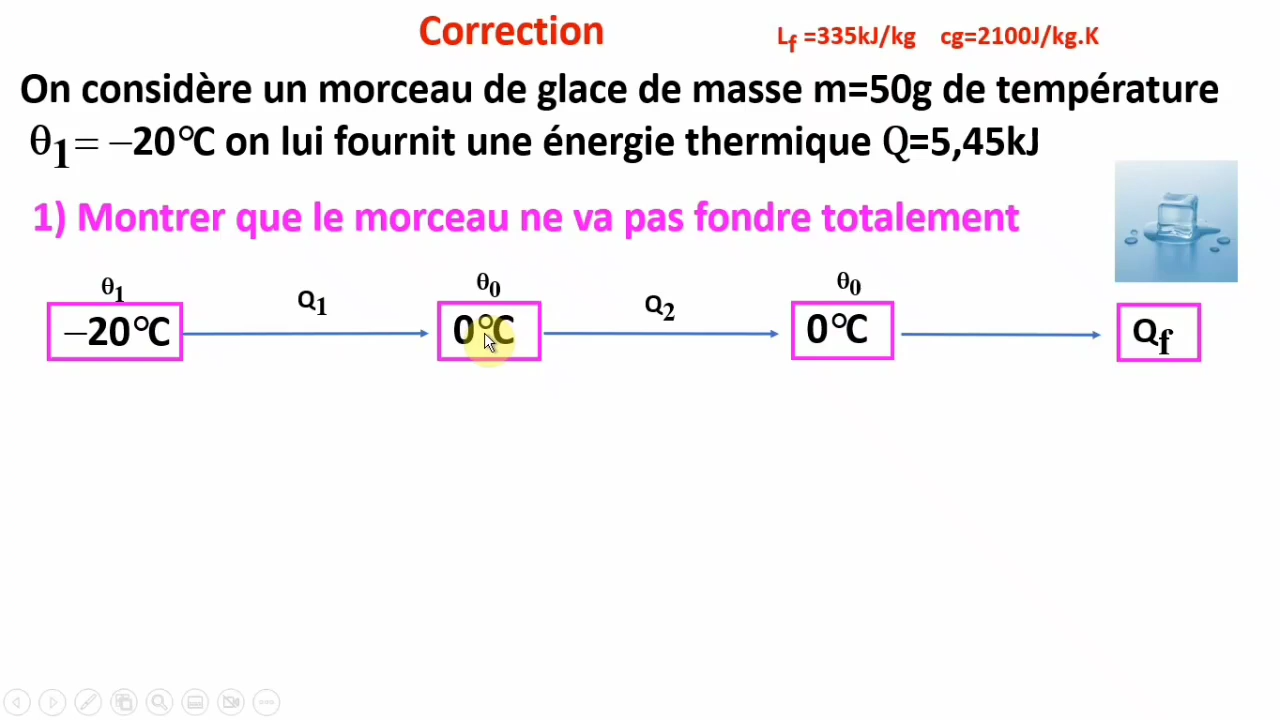 Correction
Lf =335kJ/kg cg=2100J/kg.K
On considère un morceau de glace de masse m=50g de température
θ1= −20°C on lui fournit une énergie thermique Q=5,45kJ
1) Montrer que le morceau ne va pas fondre totalement
θ1 Q1 θ0 Q2 θ0
−20°C 0°C 0°C Qf